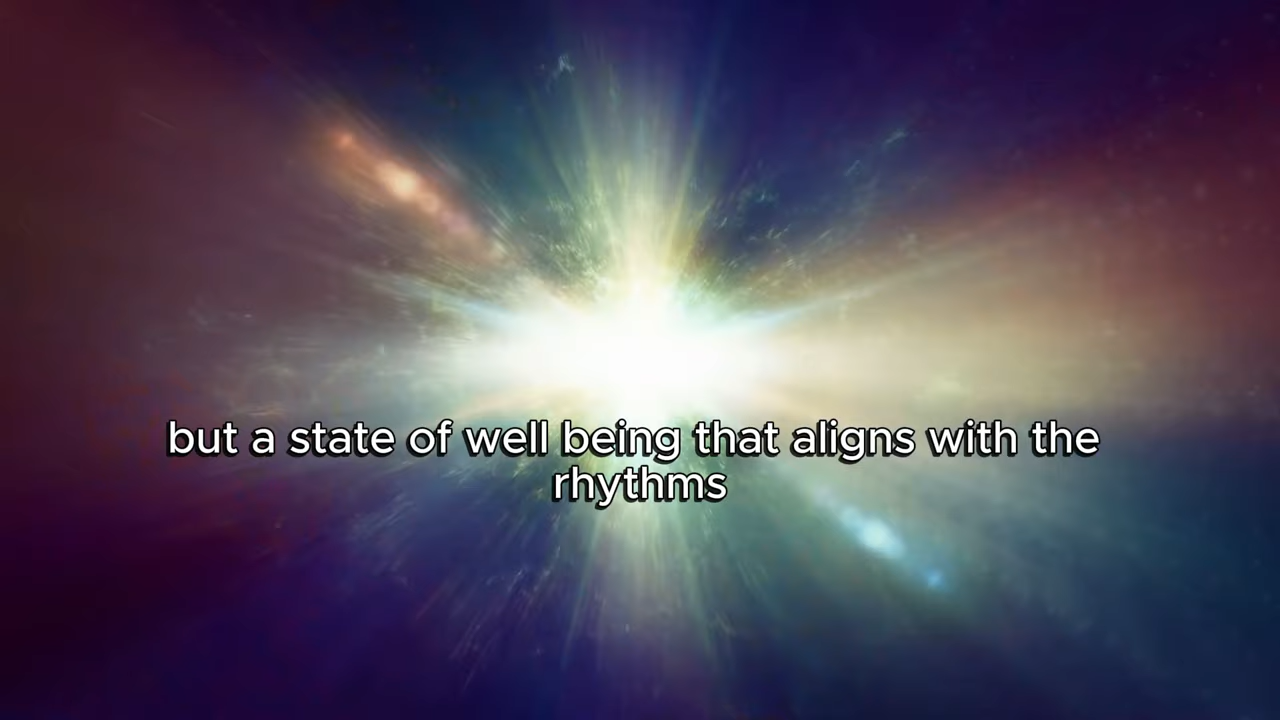 but a state of well being that aligns with the
rhythms